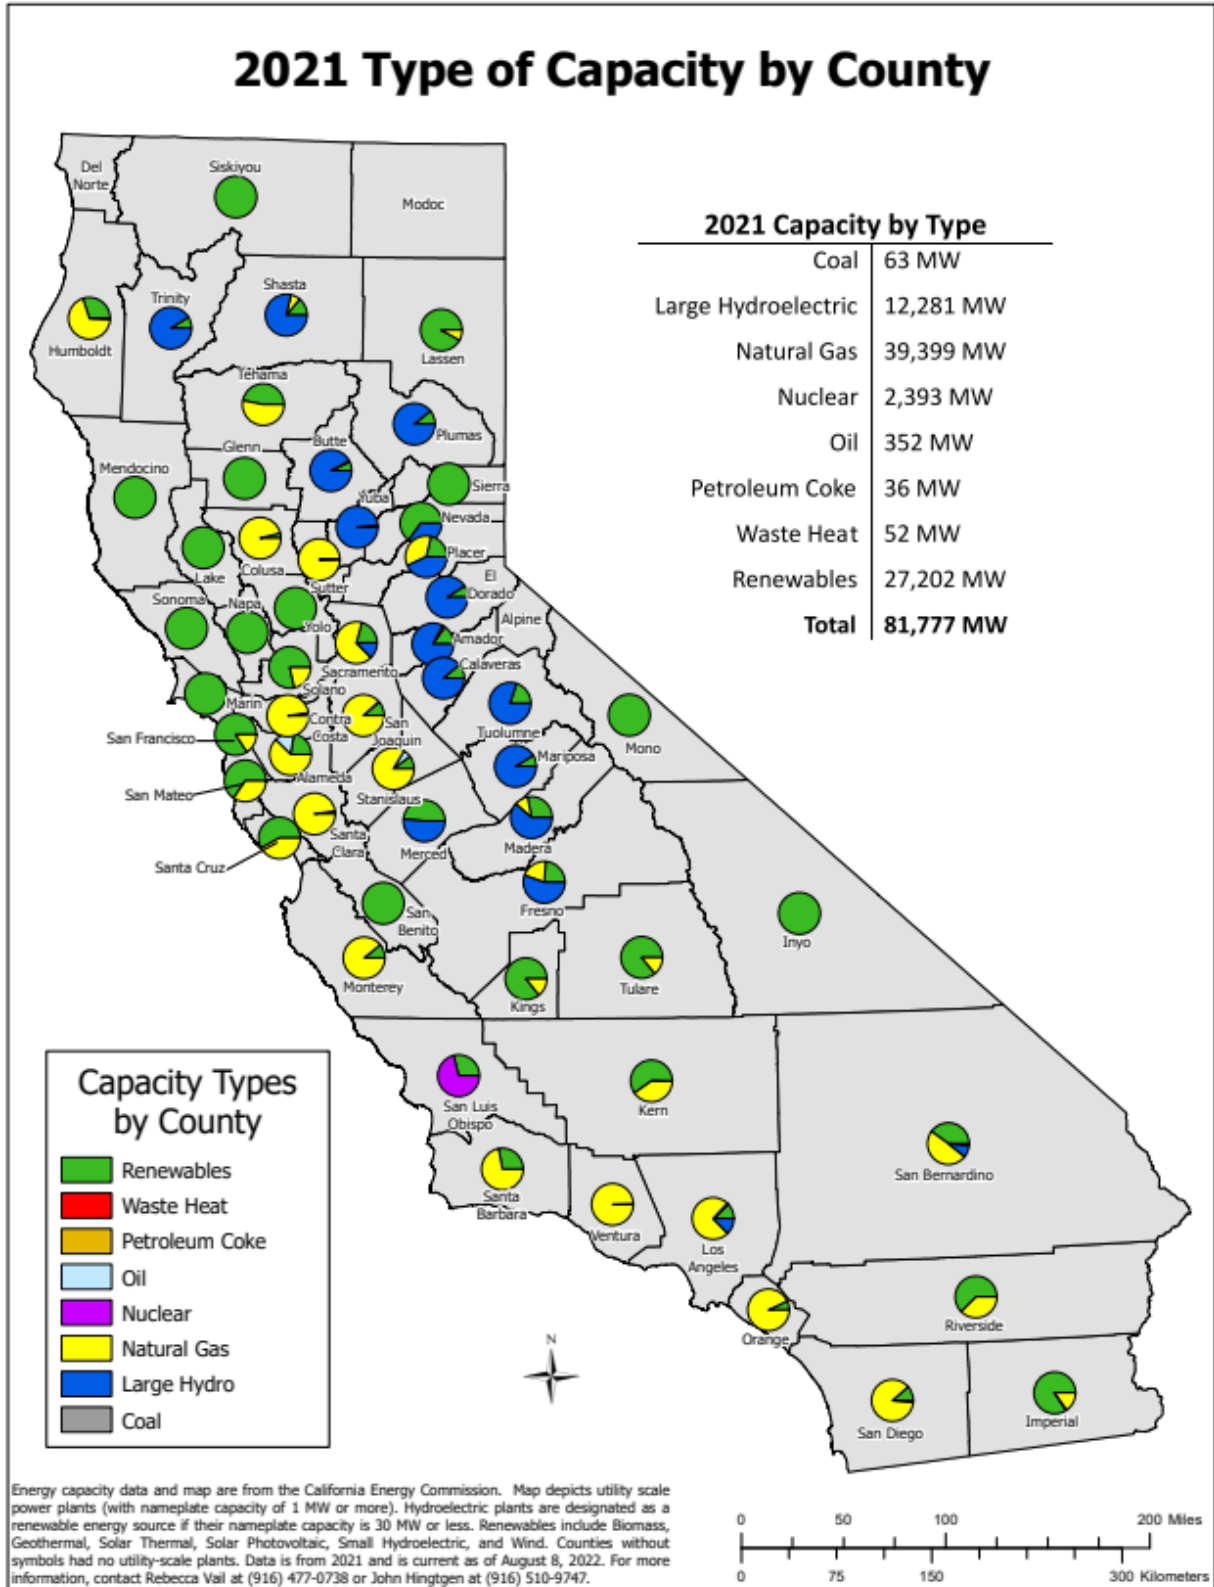 2021 Type of Capacity by County
Del
Norte
Siskiyou
Modoc
2021 Capacity by Type
Coal 63 MW
Large Hydroelectric 12,281 MW
Natural Gas 39,399 MW
Nuclear 2,393 MW
Oil 352 MW
Petroleum Coke 36 MW
Waste Heat 52 MW
Renewables 27,202 MW
Total 81,777 MW
Humboldt
Trinity
Shasta
Lassen
Tehama
Plumas
Glenn
Butte
Mendocino
Yuba
Sierra
Nevada
Lake
Colusa
Sutter
Placer
El
Dorado
Alpine
Sonoma
Napa
Yolo
Sacramento
Amador
Calaveras
Solano
Marin
Contra
Costa
San
Joaquin
Tuolumne
Mono
San Francisco
Alameda
Stanislaus
Mariposa
San Mateo
Santa
Clara
Merced
Madera
Santa Cruz
Fresno
San
Benito
Inyo
Monterey
Kings
Tulare
San Luis
Obispo
Kern
San Bernardino
Santa
Barbara
Ventura
Los
Angeles
Orange
Riverside
San Diego
Imperial
Capacity Types
by County
Renewables
Waste Heat
Petroleum Coke
Oil
Nuclear
Natural Gas
Large Hydro
Coal
N
Energy capacity data and map are from the California Energy Commission. Map depicts utility scale
power plants (with nameplate capacity of 1 MW or more). Hydroelectric plants are designated as a
renewable energy source if their nameplate capacity is 30 MW or less. Renewables include Biomass,
Geothermal, Solar Thermal, Solar Photovoltaic, Small Hydroelectric, and Wind. Counties without
symbols had no utility-scale plants. Data is from 2021 and is current as of August 8, 2022. For more
information, contact Rebecca Vail at (916) 477-0738 or John Hingtgen at (916) 510-9747.
0 50 100 200 Miles
0 75 150 300 Kilometers